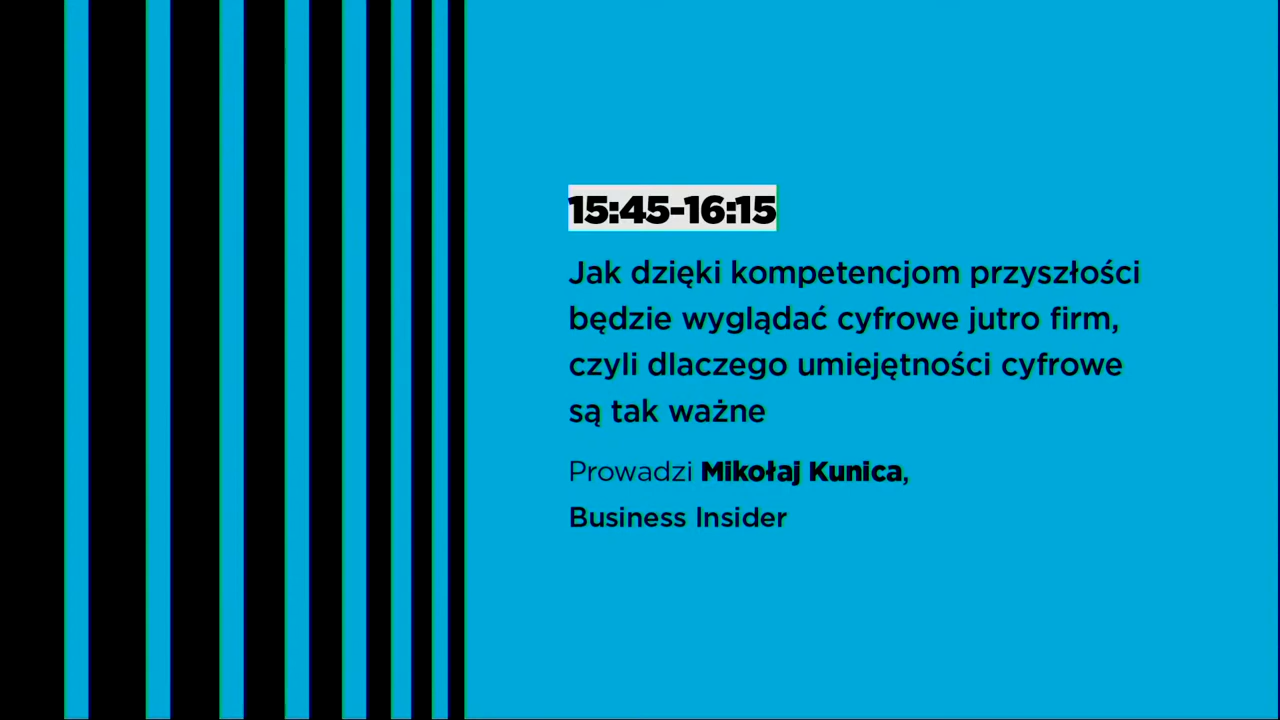 15:45-16:15
Jak dzięki kompetencjom przyszłości
będzie wyglądać cyfrowe jutro firm,
czyli dlaczego umiejętności cyfrowe
są tak ważne
Prowadzi Mikołaj Kunica,
Business Insider